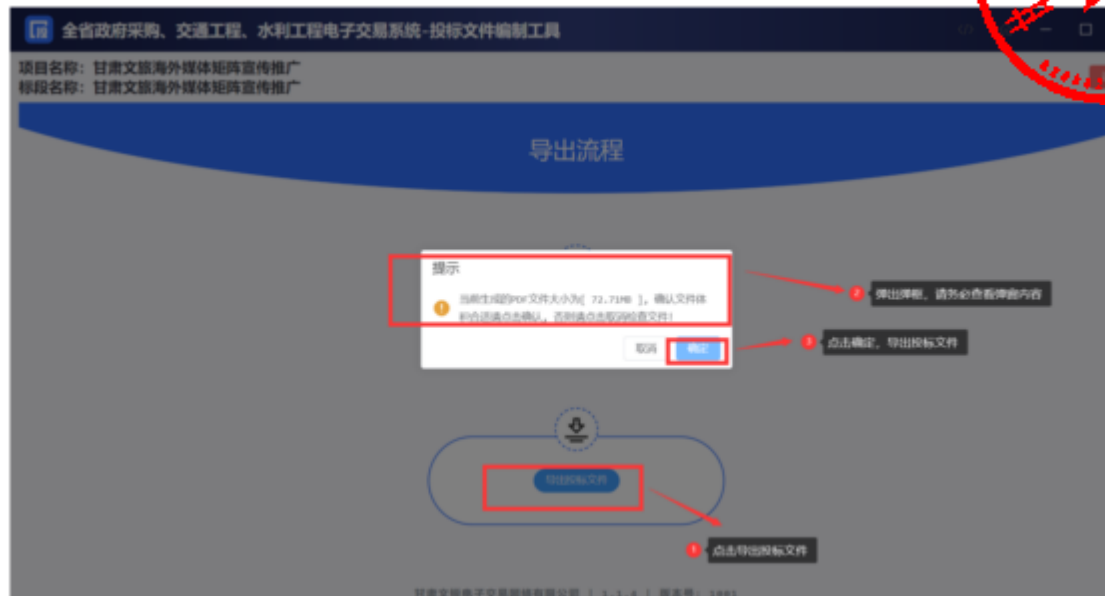 全省政府采购、交通工程、水利工程电子交易系统-投标文件编制工具
项目名称：甘肃文旅海外媒体矩阵宣传推广
标段名称：甘肃文旅海外媒体矩阵宣传推广
导出流程
提示
当前生成的PDF文件大小为[ 72.71MB ]，确认文件体
积合适请点击确认，否则请点击取消检查文件！
取消 确定
2 弹出弹框，请务必查看弹窗内容
3 点击确定，导出投标文件
导出投标文件
1 点击导出投标文件